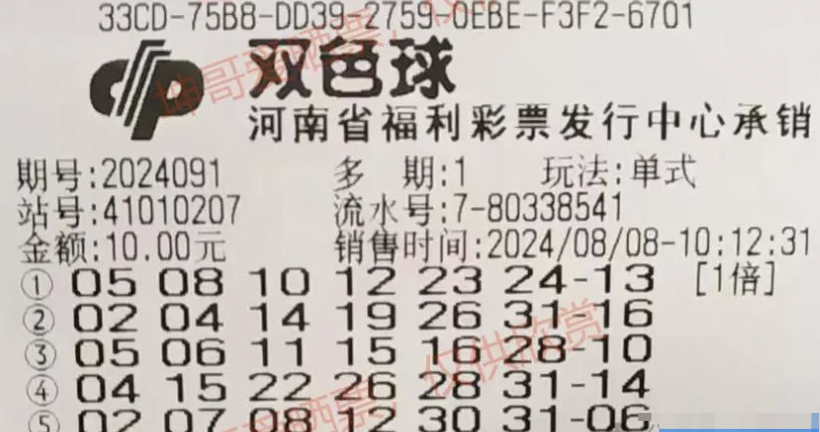 33CD-75B8-DD39-2759-0EBE-F3F2-6701
双色球
河南省福利彩票发行中心承销
期号:2024091 多 期:1 玩法:单式
站号:41010207 流水号:7-80338541
金额:10.00元 销售时间:2024/08/08-10:12:31
① 05 08 10 12 23 24-13 [1倍]
② 02 04 14 19 26 31-16
③ 05 06 11 15 16 28-10
④ 04 15 22 26 28 31-14
⑤ 02 07 08 12 30 31-06